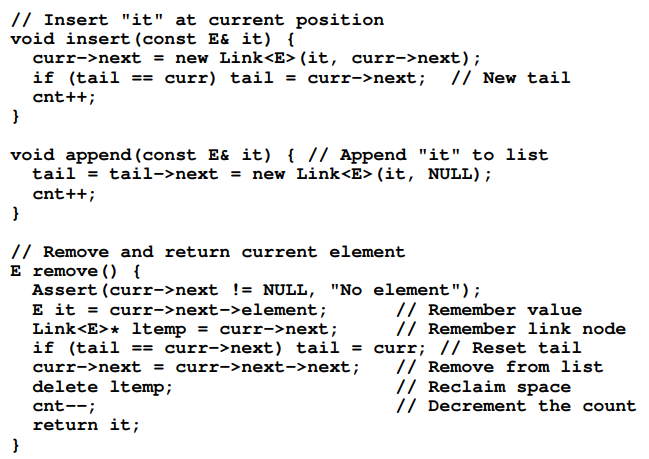 // Insert "it" at current position
void insert(const E& it) {
  curr->next = new Link<E>(it, curr->next);
  if (tail == curr) tail = curr->next;  // New tail
  cnt++;
}

void append(const E& it) { // Append "it" to list
  tail = tail->next = new Link<E>(it, NULL);
  cnt++;
}

// Remove and return current element
E remove() {
  Assert(curr->next != NULL, "No element");
  E it = curr->next->element;      // Remember value
  Link<E>* ltemp = curr->next;     // Remember link node
  if (tail == curr->next) tail = curr; // Reset tail
  curr->next = curr->next->next;   // Remove from list
  delete ltemp;                    // Reclaim space
  cnt--;                           // Decrement the count
  return it;
}